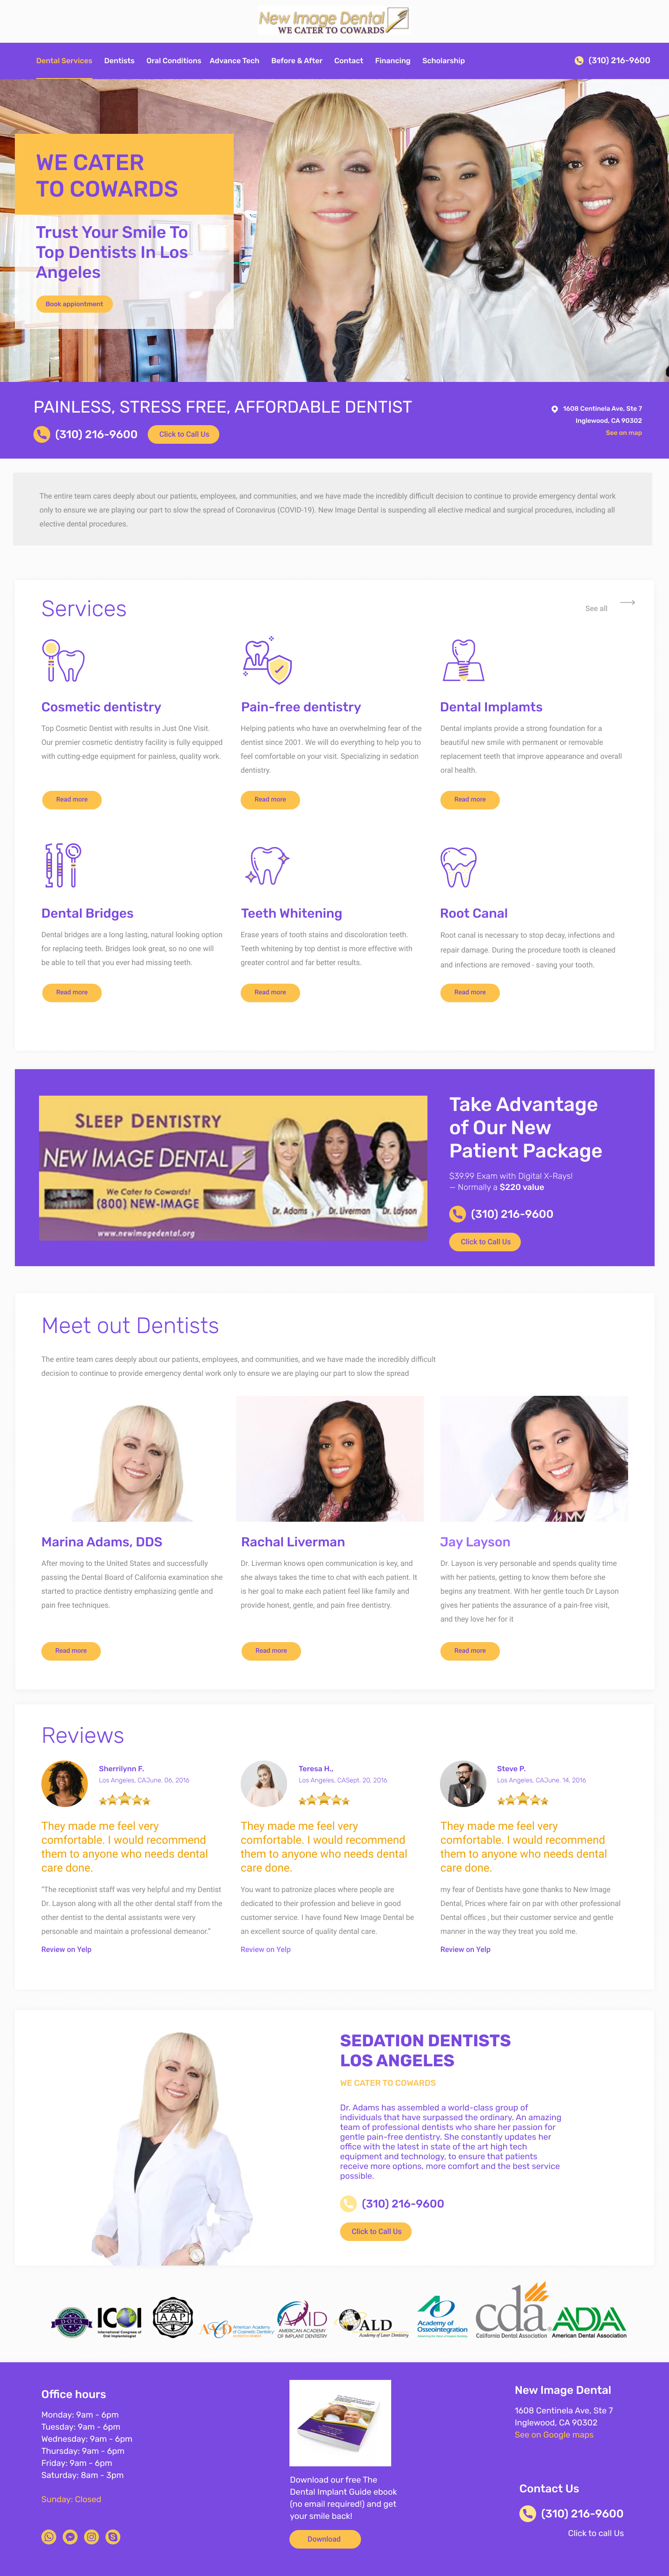 New Image Dental
WE CATER TO COWARDS
Dental Services Dentists Oral Conditions Advance Tech Before & After Contact Financing Scholarship (310) 216-9600
WE CATER
TO COWARDS
Trust Your Smile To
Top Dentists In Los
Angeles
Book appiontment
PAINLESS, STRESS FREE, AFFORDABLE DENTIST
(310) 216-9600 Click to Call Us
1608 Centinela Ave, Ste 7
Inglewood, CA 90302
See on map
The entire team cares deeply about our patients, employees, and communities, and we have made the incredibly difficult decision to continue to provide emergency dental work
only to ensure we are playing our part to slow the spread of Coronavirus (COVID-19). New Image Dental is suspending all elective medical and surgical procedures, including all
elective dental procedures.
Services
See all
Cosmetic dentistry
Top Cosmetic Dentist with results in Just One Visit.
Our premier cosmetic dentistry facility is fully equipped
with cutting-edge equipment for painless, quality work.
Read more
Pain-free dentistry
Helping patients who have an overwhelming fear of the
dentist since 2001. We will do everything to help you to
feel comfortable on your visit. Specializing in sedation
dentistry.
Read more
Dental Implamts
Dental implants provide a strong foundation for a
beautiful new smile with permanent or removable
replacement teeth that improve appearance and overall
oral health.
Read more
Dental Bridges
Dental bridges are a long lasting, natural looking option
for replacing teeth. Bridges look great, so no one will
be able to tell that you ever had missing teeth.
Read more
Teeth Whitening
Erase years of tooth stains and discoloration teeth.
Teeth whitening by top dentist is more effective with
greater control and far better results.
Read more
Root Canal
Root canal is necessary to stop decay, infections and
repair damage. During the procedure tooth is cleaned
and infections are removed - saving your tooth.
Read more
SLEEP DENTISTRY
NEW IMAGE DENTAL
We Cater to Cowards!
(800) NEW-IMAGE
www.newimagedental.org
Dr. Adams Dr. Liverman Dr. Layson
Take Advantage
of Our New
Patient Package
$39.99 Exam with Digital X-Rays!
— Normally a $220 value
(310) 216-9600
Click to Call Us
Meet out Dentists
The entire team cares deeply about our patients, employees, and communities, and we have made the incredibly difficult
decision to continue to provide emergency dental work only to ensure we are playing our part to slow the spread
Marina Adams, DDS
After moving to the United States and successfully
passing the Dental Board of California examination she
started to practice dentistry emphasizing gentle and
pain free techniques.
Read more
Rachal Liverman
Dr. Liverman knows open communication is key, and
she always takes the time to chat with each patient. It
is her goal to make each patient feel like family and
provide honest, gentle, and pain free dentistry.
Read more
Jay Layson
Dr. Layson is very personable and spends quality time
with her patients, getting to know them before she
begins any treatment. With her gentle touch Dr Layson
gives her patients the assurance of a pain-free visit,
and they love her for it
Read more
Reviews
Sherrilynn F.
Los Angeles, CAJune. 06, 2016
They made me feel very
comfortable. I would recommend
them to anyone who needs dental
care done.
"The receptionist staff was very helpful and my Dentist
Dr. Layson along with all the other dental staff from the
other dentist to the dental assistants were very
personable and maintain a professional demeanor."
Review on Yelp
Teresa H.,
Los Angeles, CASept. 20, 2016
They made me feel very
comfortable. I would recommend
them to anyone who needs dental
care done.
You want to patronize places where people are
dedicated to their profession and believe in good
customer service. I have found New Image Dental be
an excellent source of quality dental care.
Review on Yelp
Steve P.
Los Angeles, CAJune. 14, 2016
They made me feel very
comfortable. I would recommend
them to anyone who needs dental
care done.
my fear of Dentists have gone thanks to New Image
Dental, Prices where fair on par with other professional
Dental offices , but their customer service and gentle
manner in the way they treat you sold me.
Review on Yelp
SEDATION DENTISTS
LOS ANGELES
WE CATER TO COWARDS
Dr. Adams has assembled a world-class group of
individuals that have surpassed the ordinary. An amazing
team of professional dentists who share her passion for
gentle pain-free dentistry. She constantly updates her
office with the latest in state of the art high tech
equipment and technology, to ensure that patients
receive more options, more comfort and the best service
possible.
(310) 216-9600
Click to Call Us
DOCS
ICOI
International Congress of
Oral Implantologists
AAP
American Academy
of Cosmetic Dentistry
AAID
AMERICAN ACADEMY
OF IMPLANT DENTISTRY
ALD
Academy of Laser Dentistry
AO
Academy of
Osseointegration
cda
California Dental Association
ADA
American Dental Association
Office hours
Monday: 9am - 6pm
Tuesday: 9am - 6pm
Wednesday: 9am - 6pm
Thursday: 9am - 6pm
Friday: 9am - 6pm
Saturday: 8am - 3pm
Sunday: Closed
Download our free The
Dental Implant Guide ebook
(no email required!) and get
your smile back!
Download
New Image Dental
1608 Centinela Ave, Ste 7
Inglewood, CA 90302
See on Google maps
Contact Us
(310) 216-9600
Click to call Us